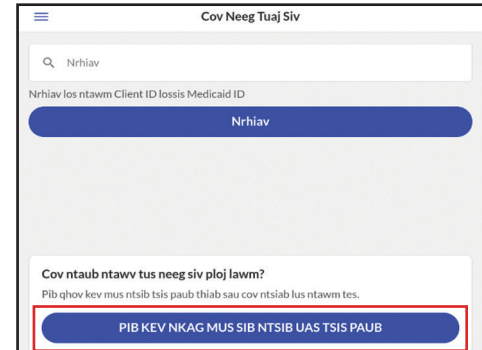 Cov Neeg Tuaj Siv
Nrhiav
Nrhiav los ntawm Client ID lossis Medicaid ID
Nrhiav
Cov ntaub ntawv tus neeg siv ploj lawm?
Pib qhov kev mus ntsib tsis paub thiab sau cov ntsiab lus ntawm tes.
PIB KEV NKAG MUS SIB NTSIB UAS TSIS PAUB